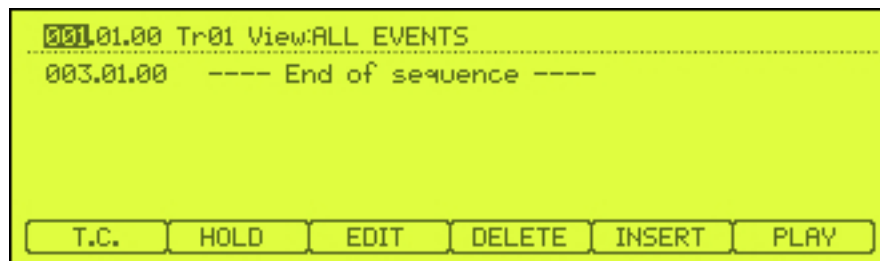 001.01.00 Tr01 View:ALL EVENTS
003.01.00 ---- End of sequence ----
T.C. HOLD EDIT DELETE INSERT PLAY